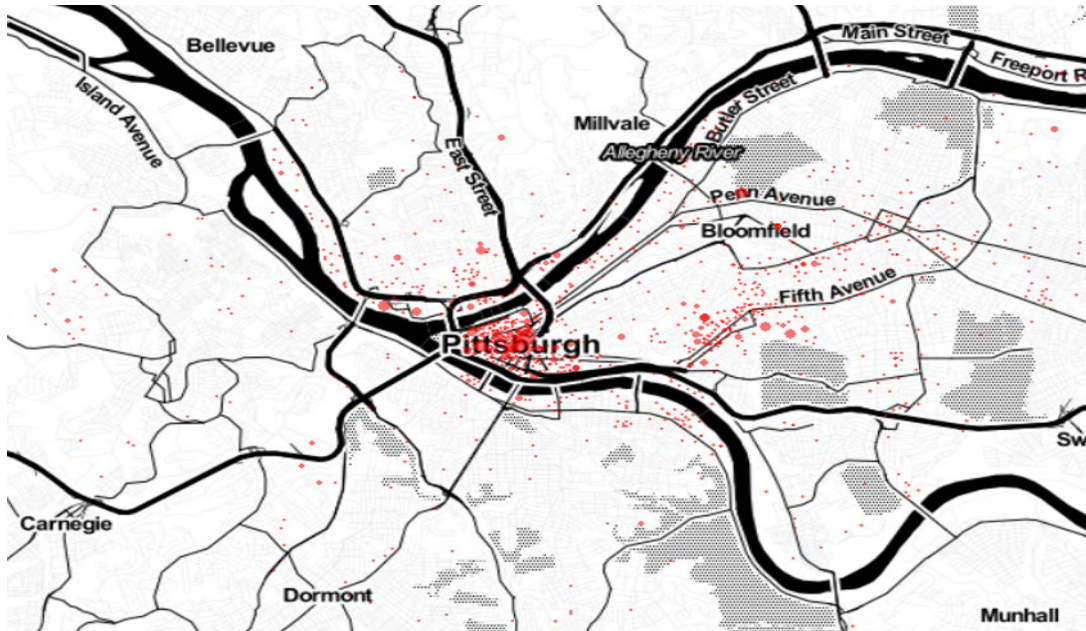 Bellevue
Main Street
Freeport R
Island Avenue
Butler Street
Millvale
Allegheny River
East Street
Penn Avenue
Bloomfield
Fifth Avenue
Pittsburgh
Sw
Carnegie
Dormont
Munhall